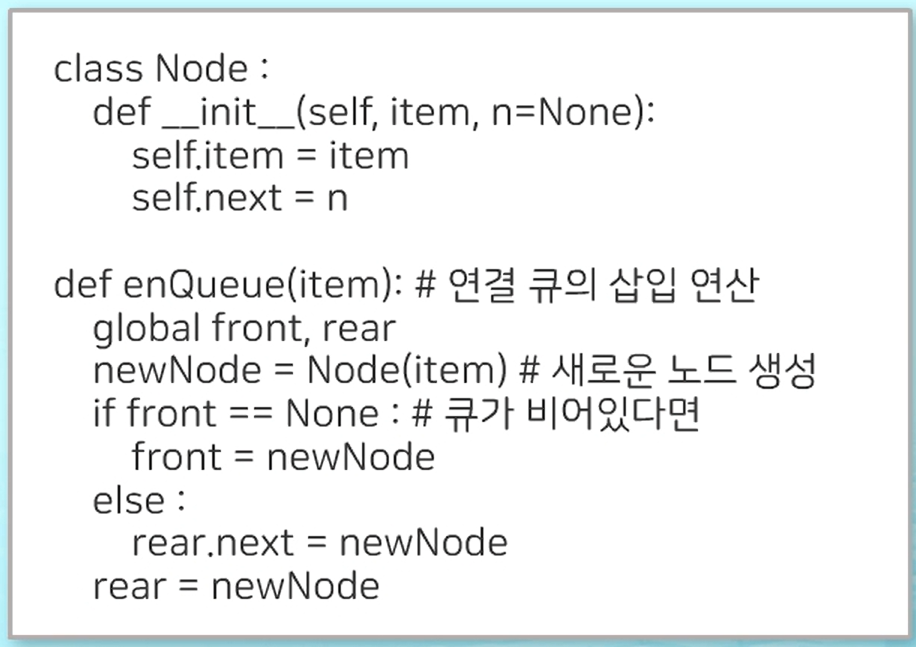 class Node :
def __init__(self, item, n=None):
self.item = item
self.next = n
def enQueue(item): # 연결 큐의 삽입 연산
global front, rear
newNode = Node(item) # 새로운 노드 생성
if front == None : # 큐가 비어있다면
front = newNode
else :
rear.next = newNode
rear = newNode